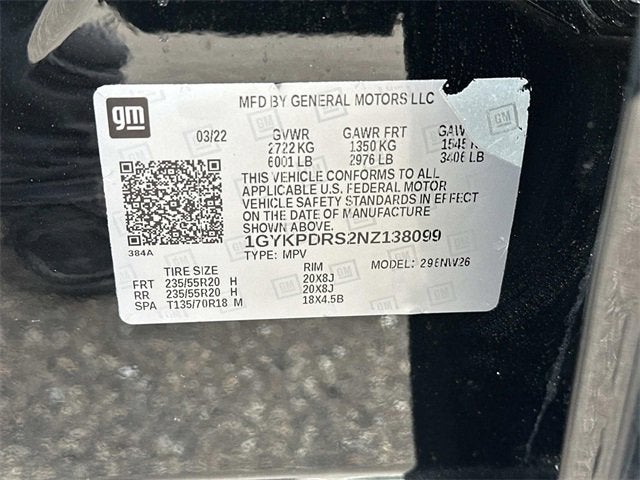 gm
MFD BY GENERAL MOTORS LLC
03/22 GVWR GAWR FRT
2722 KG 1350 KG 1545
6001 LB 2976 LB 3406 LB
THIS VEHICLE CONFORMS TO ALL
APPLICABLE U.S. FEDERAL MOTOR
VEHICLE SAFETY STANDARDS IN EFFECT
ON THE DATE OF MANUFACTURE
SHOWN ABOVE.
1GYKPDRS2NZ138099
384A TYPE: MPV MODEL: 296NW26
TIRE SIZE RIM
FRT 235/55R20 H 20X8J
RR 235/55R20 H 20X8J
SPA T135/70R18 M 18X4.5B